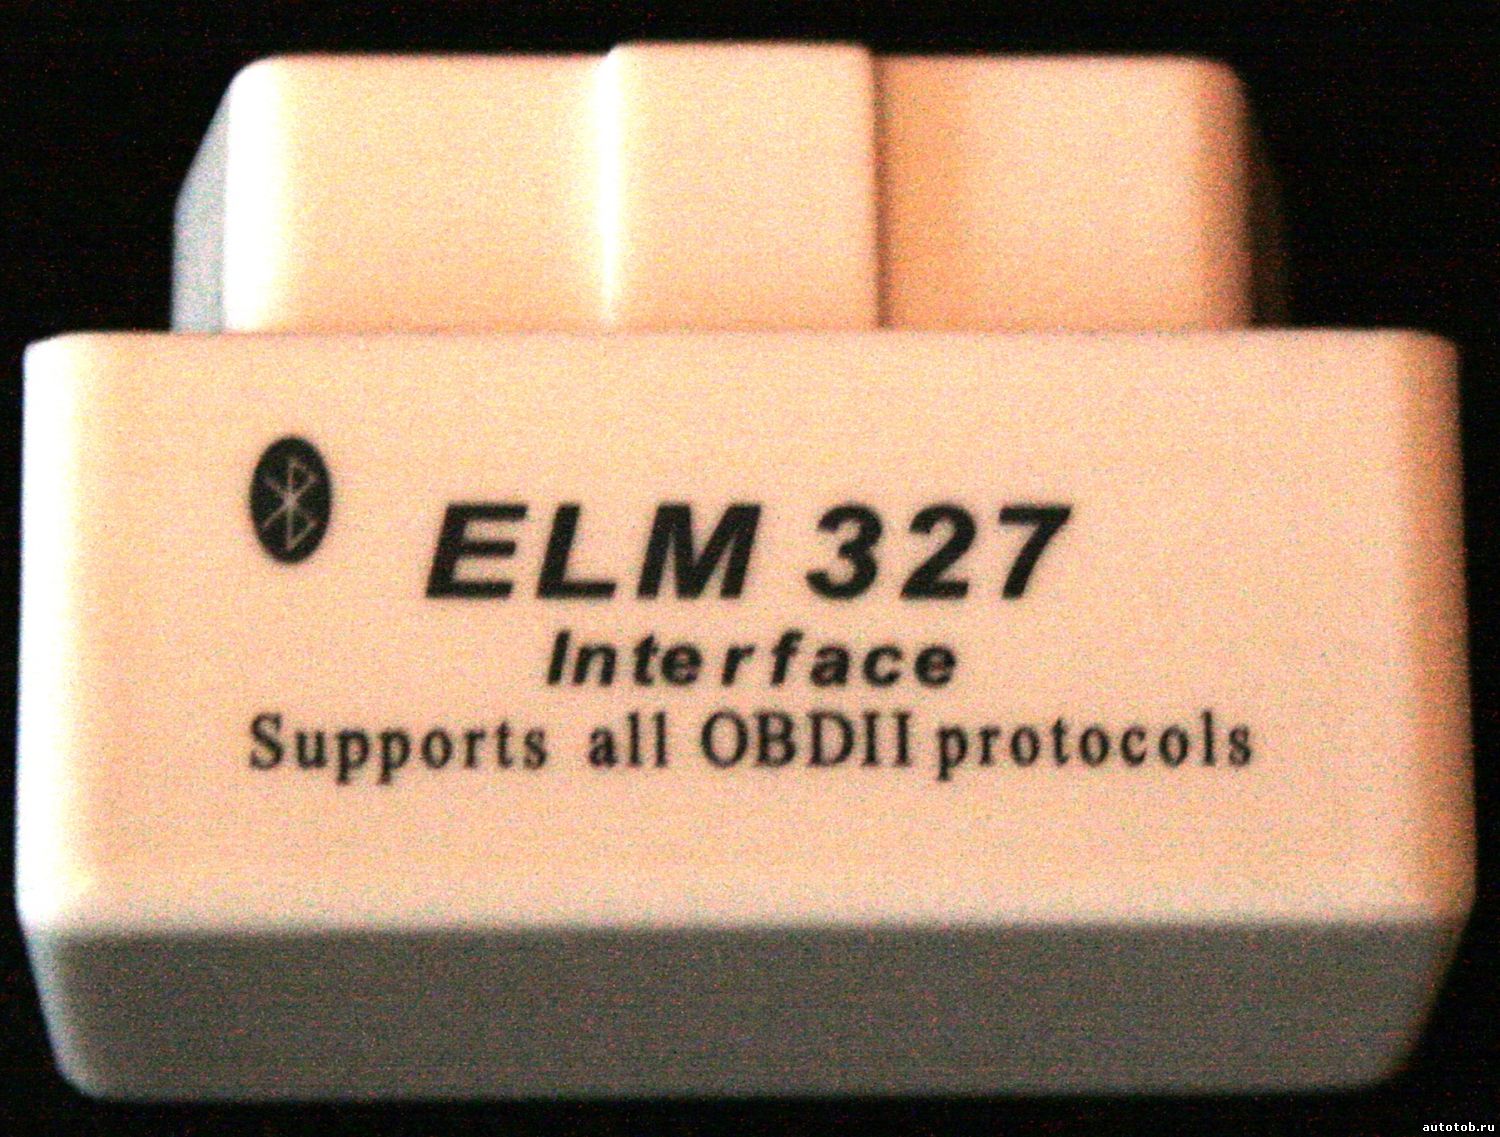 ELM 327
Interface
Supports all OBDII protocols
autotob.ru